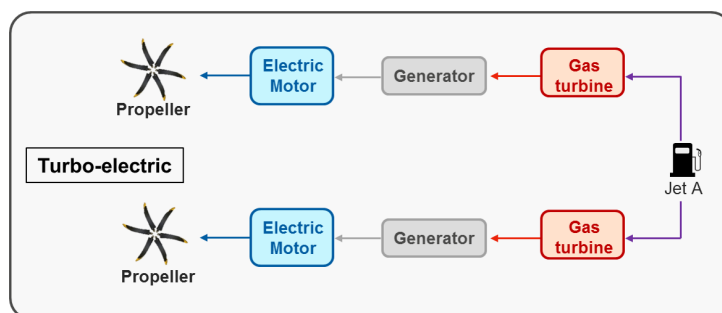 Electric
Motor
Generator
Gas
turbine
Propeller
Turbo-electric
Jet A
Electric
Motor
Generator
Gas
turbine
Propeller